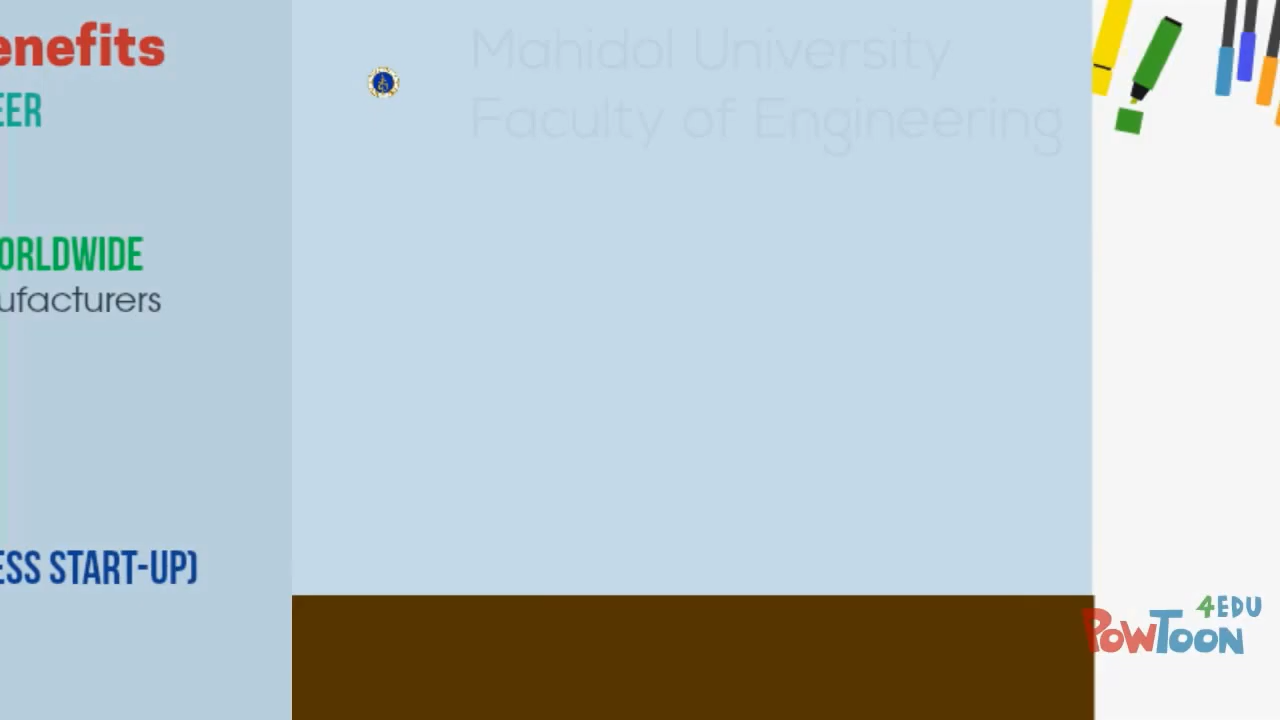 enefits
EER
ORLDWIDE
ufacturers
ESS START-UP)
Mahidol University
Faculty of Engineering
4EDU
POWTOON